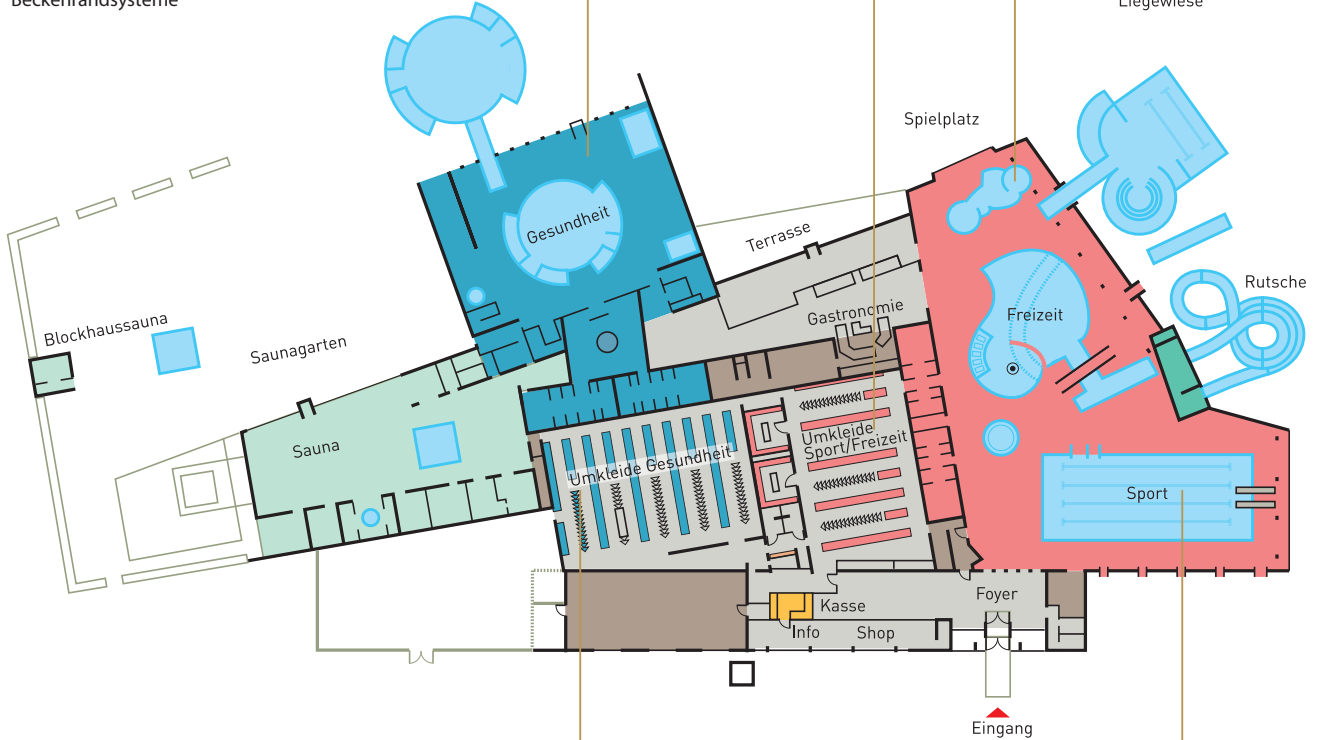 Beckenrandsysteme
Liegewiese
Spielplatz
Gesundheit
Terrasse
Rutsche
Blockhaussauna
Gastronomie
Freizeit
Saunagarten
Sauna
Umkleide
Sport/Freizeit
Umkleide Gesundheit
Sport
Foyer
Kasse
Info
Shop
Eingang